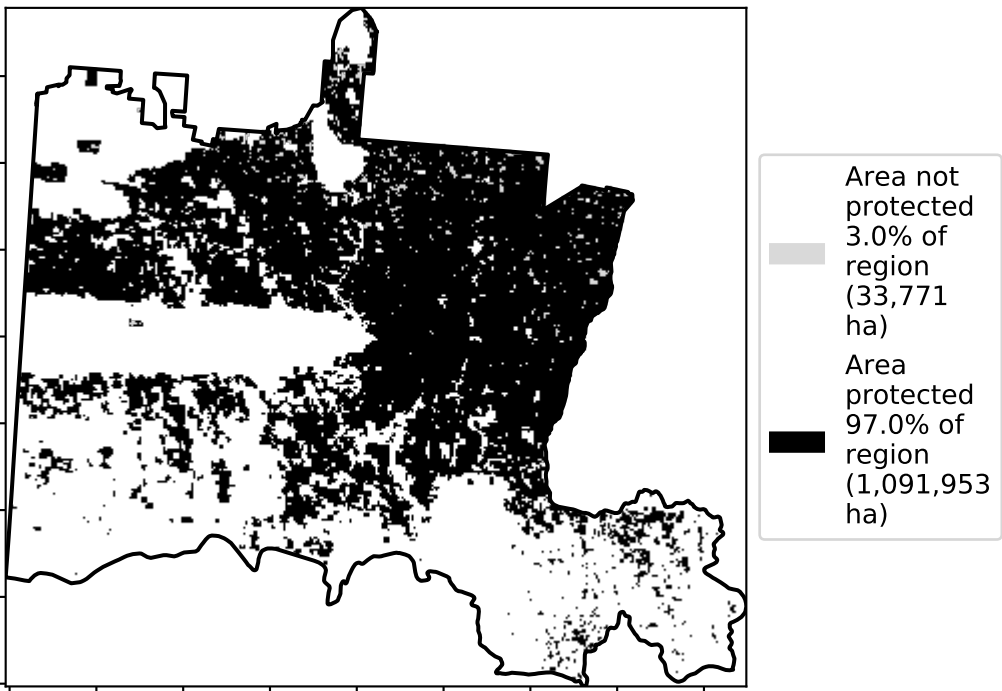 Area not
protected
3.0% of
region
(33,771
ha)
Area
protected
97.0% of
region
(1,091,953
ha)